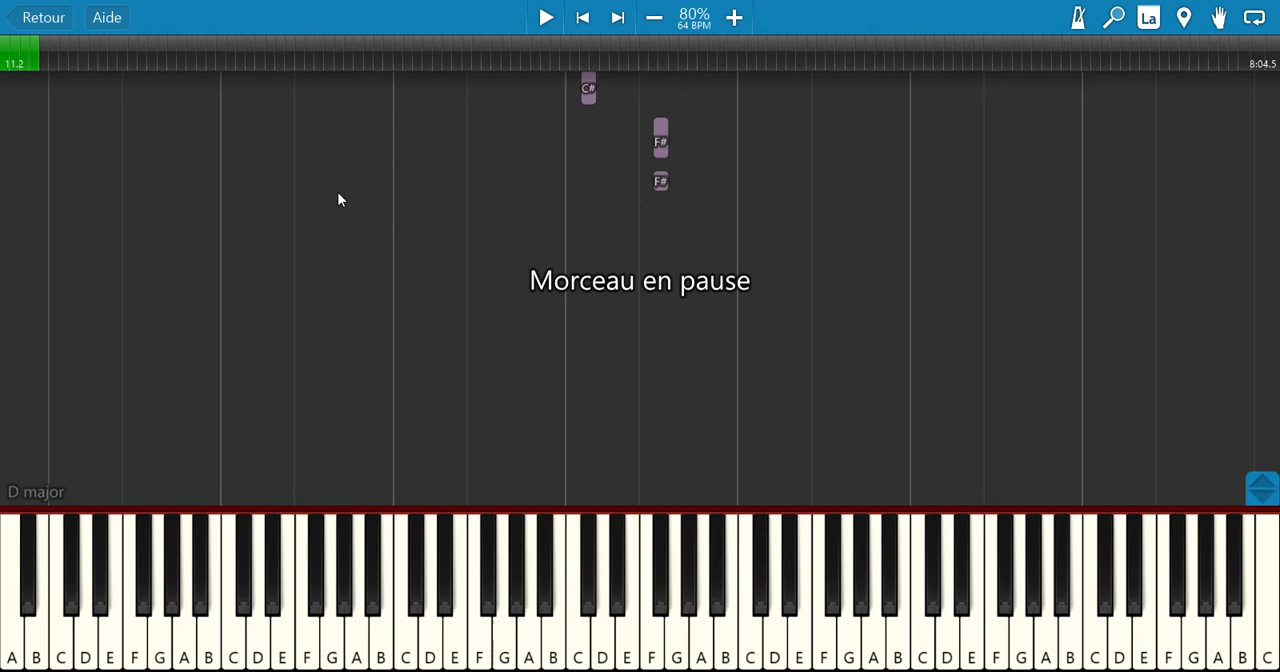 Retour Aide 80% La
64 BPM
11.2 8:04.5
C#
F#
F#
Morceau en pause
D major
A B C D E F G A B C D E F G A B C D E F G A B C D E F G A B C D E F G A B C D E F G A B C D E F G A B C